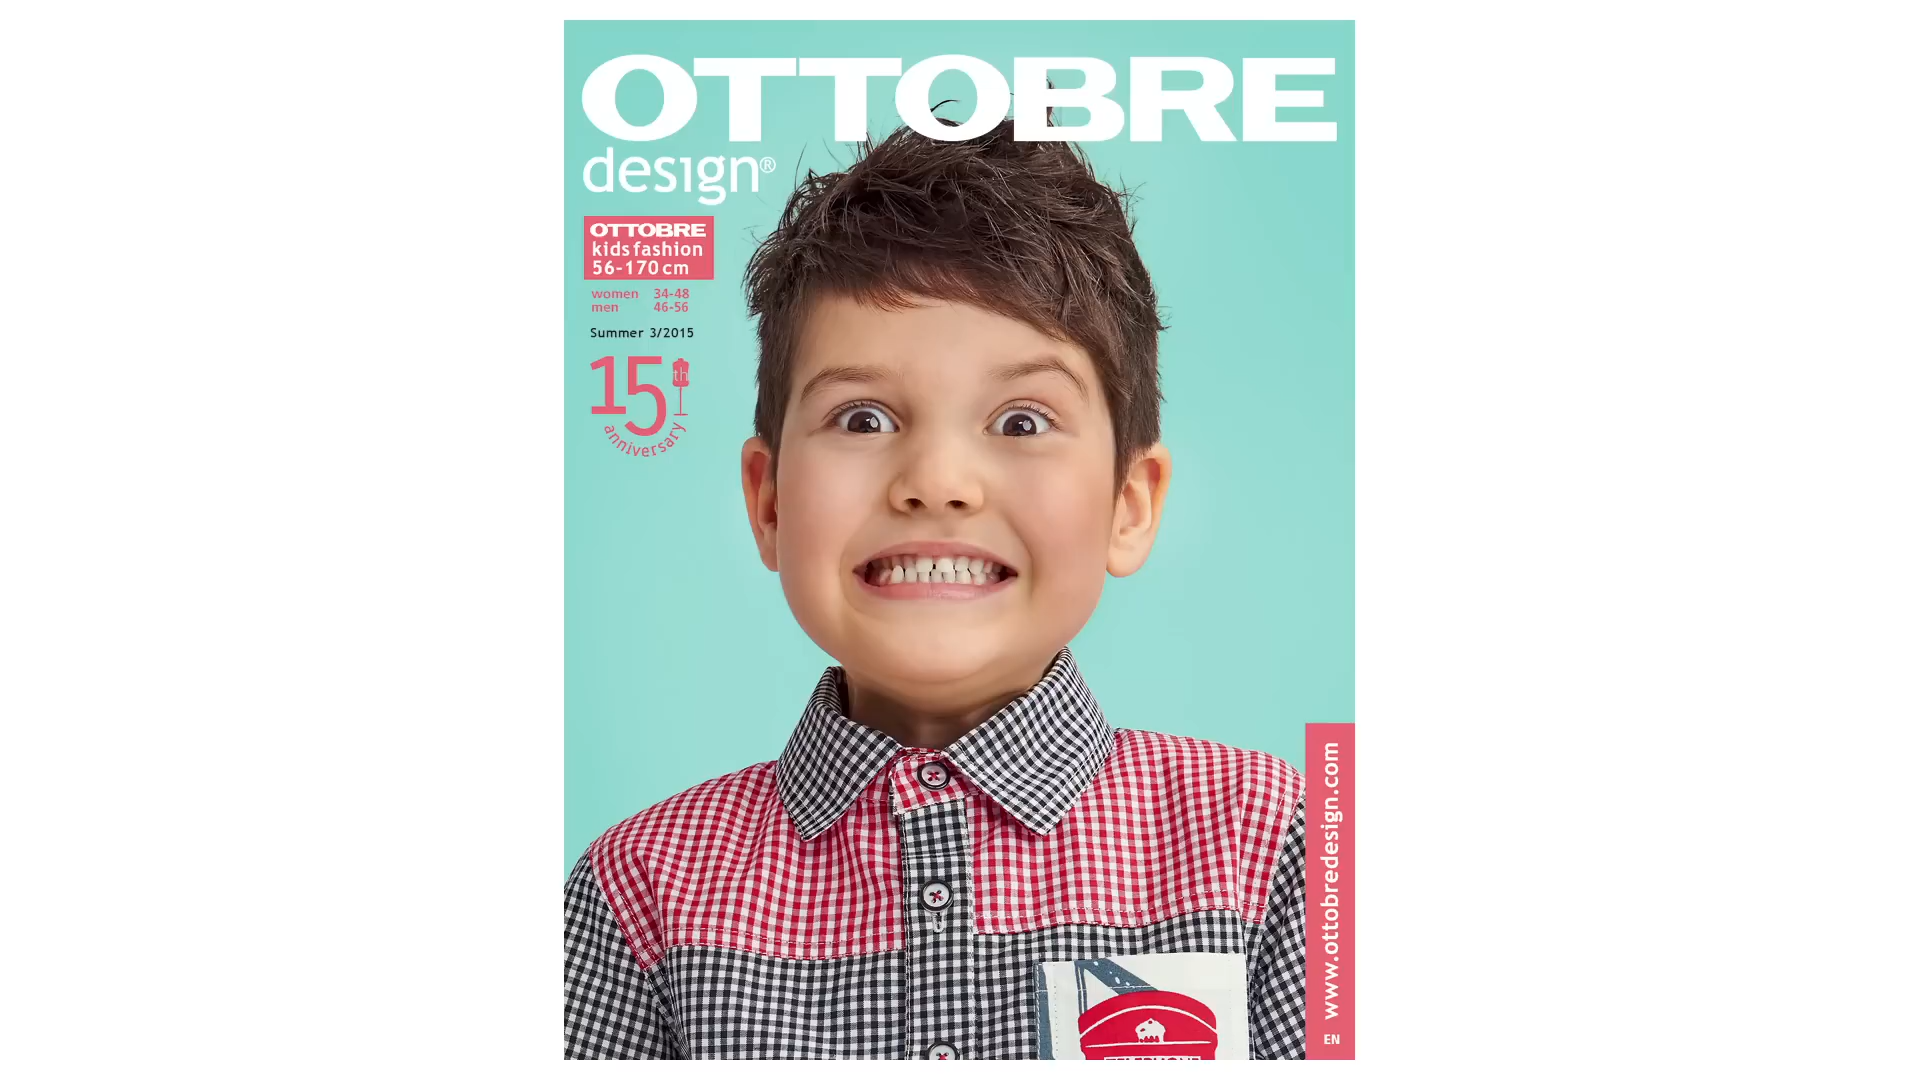 OTTOBRE
design®
OTTOBRE
kids fashion
56-170 cm
women 34-48
men 46-56
Summer 3/2015
15th
anniversary
www.ottobredesign.com
EN
TELEPHONE